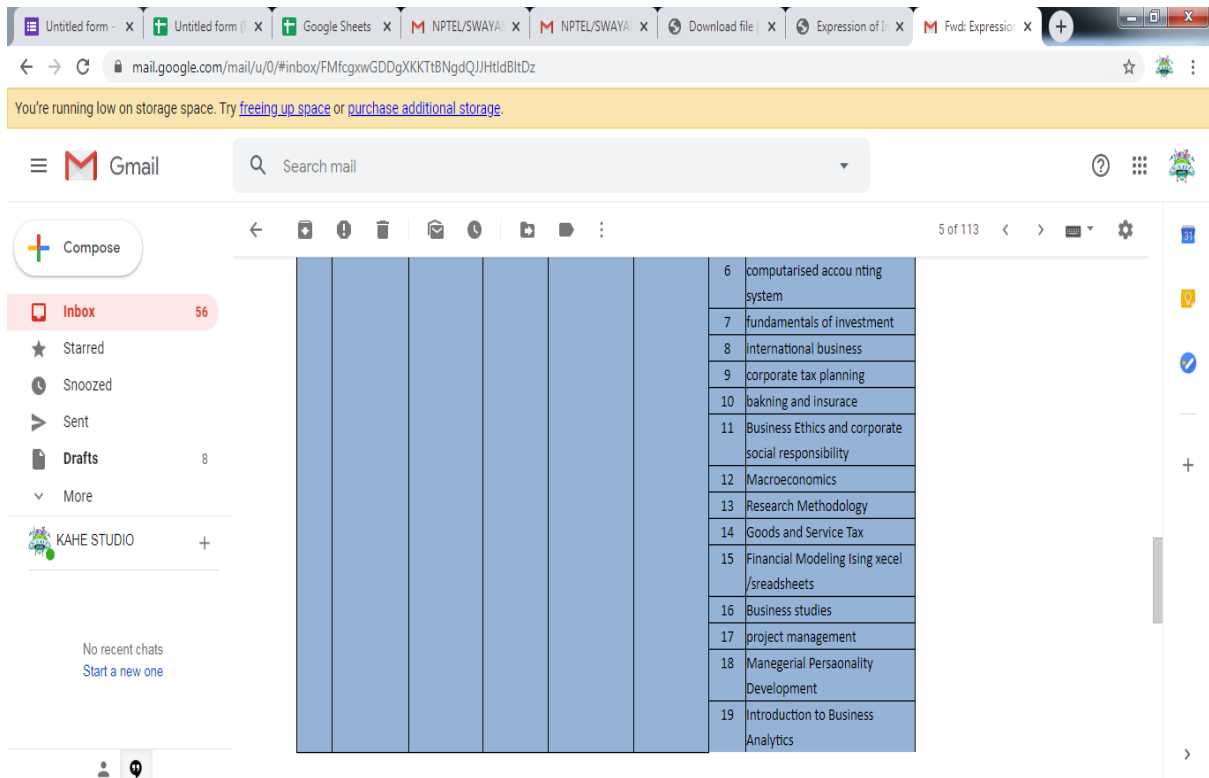 Untitled form -
Untitled form (
Google Sheets
NPTEL/SWAYA
NPTEL/SWAYA
Download file |
Expression of I
Fwd: Expression
mail.google.com/mail/u/0/#inbox/FMfcgxwGDDgXKKTtBNgdQJJHtldBltDz
You're running low on storage space. Try freeing up space or purchase additional storage.
Gmail
Search mail
Compose
5 of 113
31
Inbox 56
Starred
Snoozed
Sent
Drafts 8
More
KAHE STUDIO
No recent chats
Start a new one
6 computarised accou nting
system
7 fundamentals of investment
8 international business
9 corporate tax planning
10 bakning and insurace
11 Business Ethics and corporate
social responsibility
12 Macroeconomics
13 Research Methodology
14 Goods and Service Tax
15 Financial Modeling Ising xecel
/sreadsheets
16 Business studies
17 project management
18 Manegerial Persaonality
Development
19 Introduction to Business
Analytics